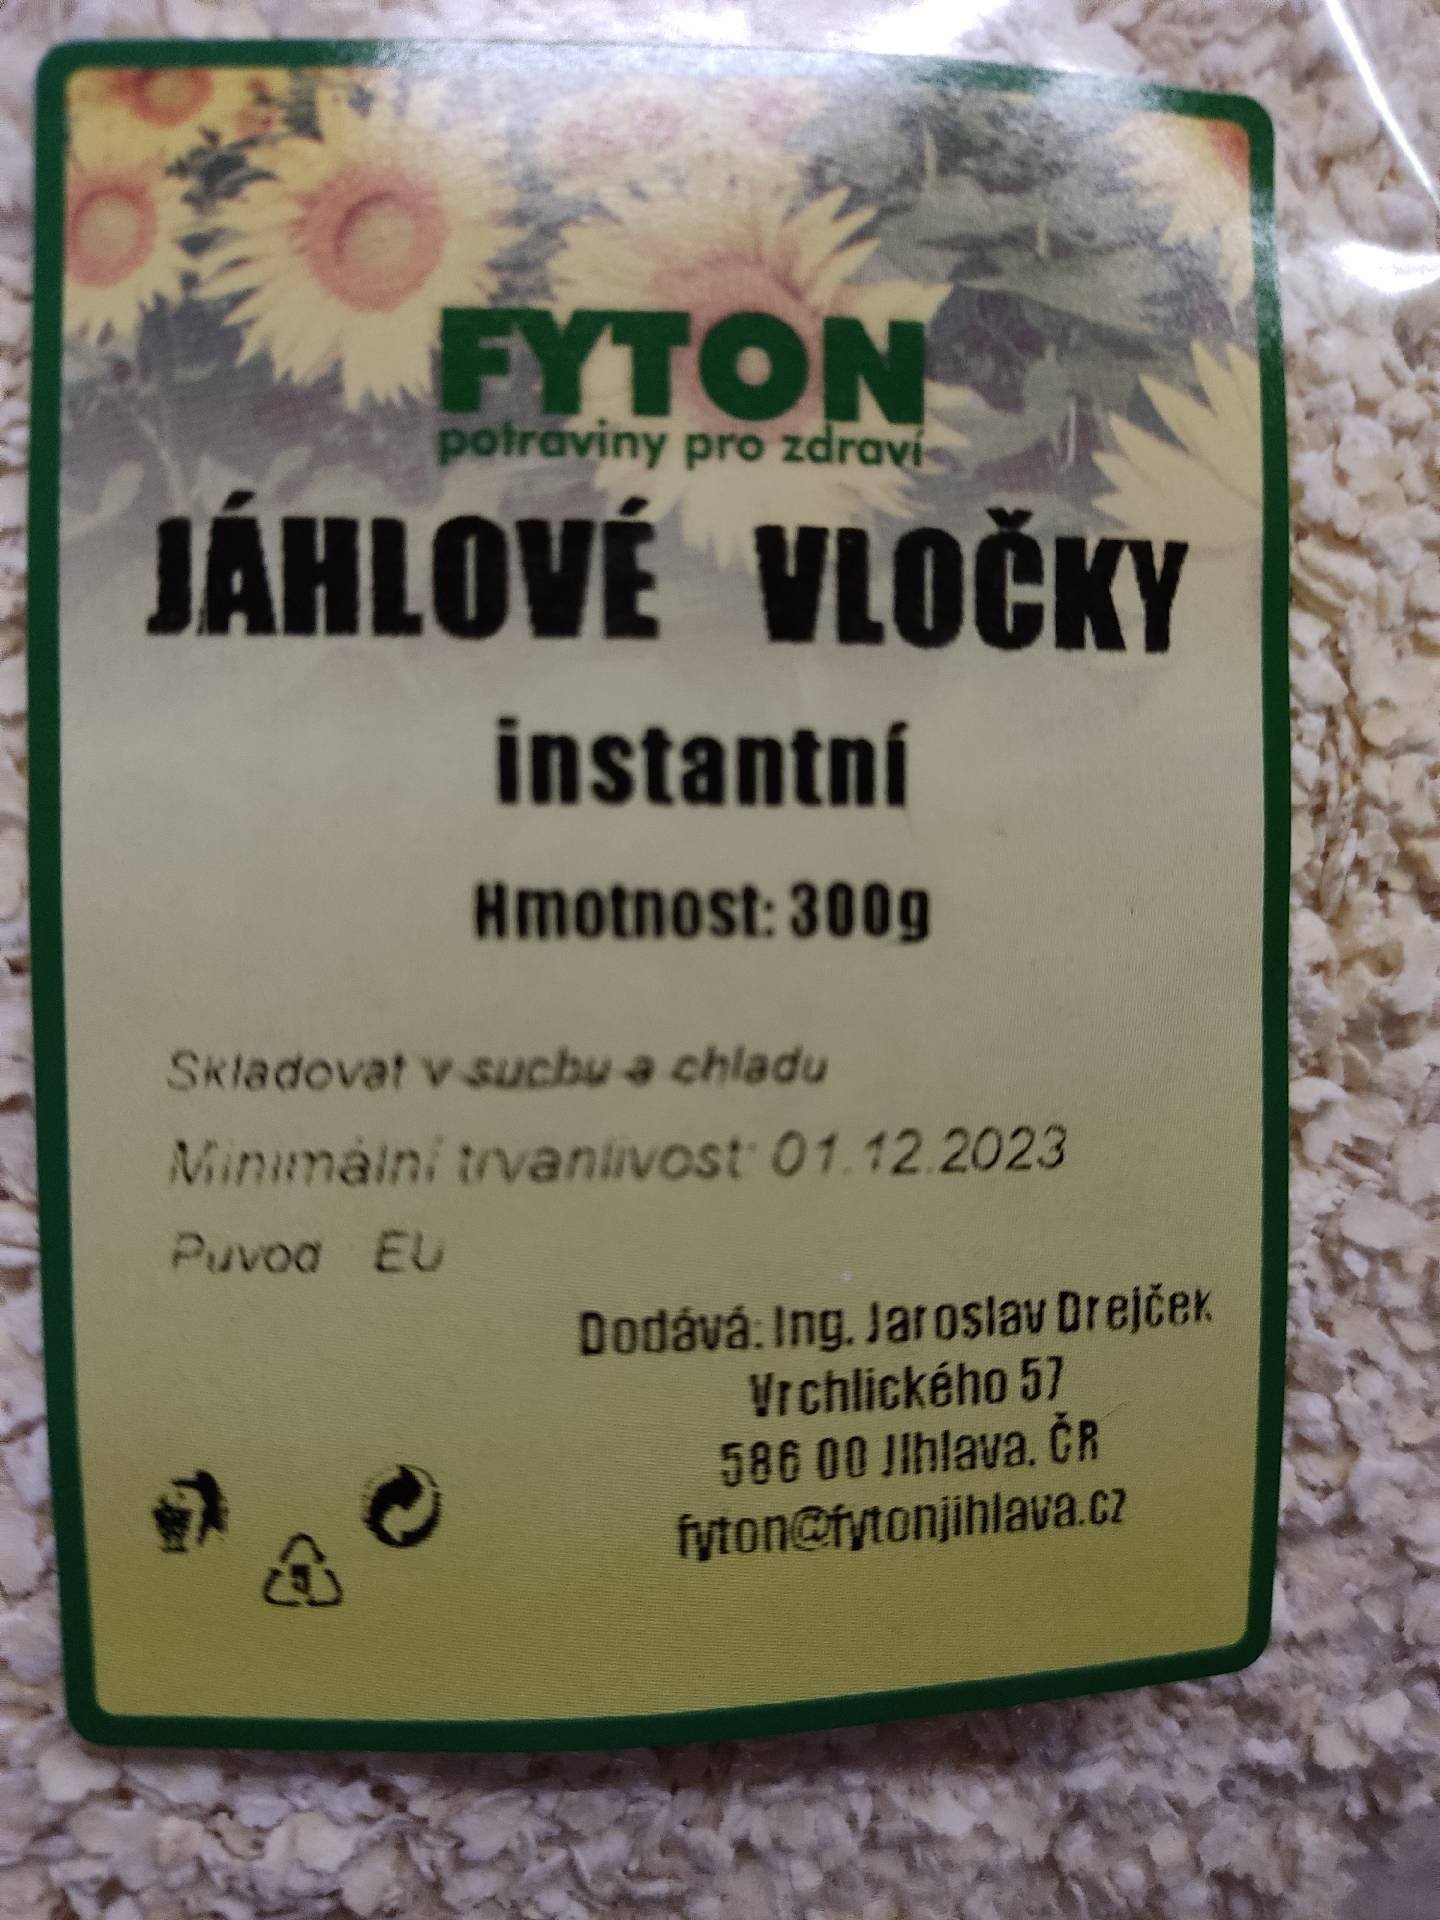 FYTON
potraviny pro zdraví
JÁHLOVÉ VLOČKY
instantní
Hmotnost: 300g
Skladovat v suchu a chladu
Minimální trvanlivost: 01.12.2023
Puvod EU
Dodává: Ing. Jaroslav Drejček
Vrchlického 57
586 00 Jihlava, ČR
fyton@fytonjihlava.cz